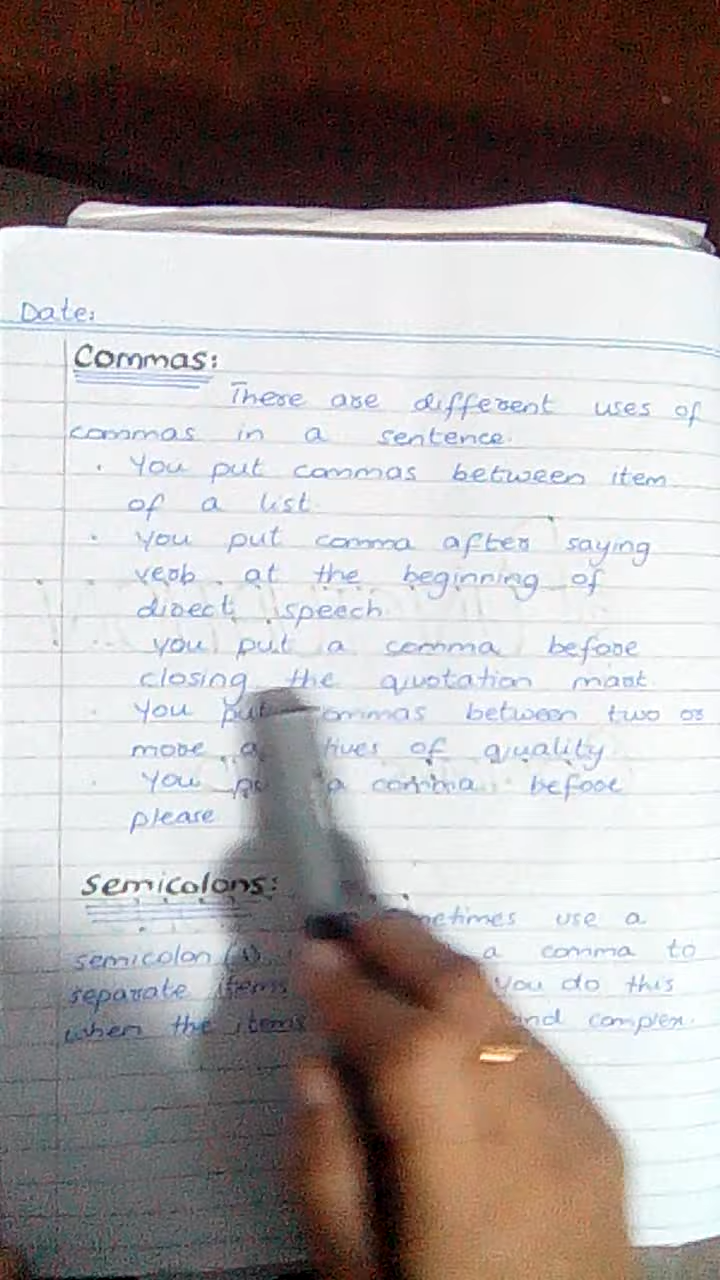 Date:
Commas:
There are different uses of
commas in a sentence.
. You put commas between item
of a list.
. You put comma after saying
verb at the beginning of
direct speech.
you put a comma before
closing the quotation mark.
. You put commas between two or
more of quality
. You a comma before
please
Semicolons:
use a
semicolon (;) a comma to
separate items you do this
when the items and complex.